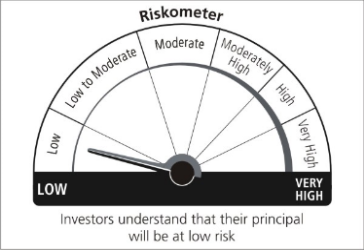 Riskometer
Low
Low to Moderate
Moderate
Moderately
High
High
Very High
LOW
VERY
HIGH
Investors understand that their principal
will be at low risk